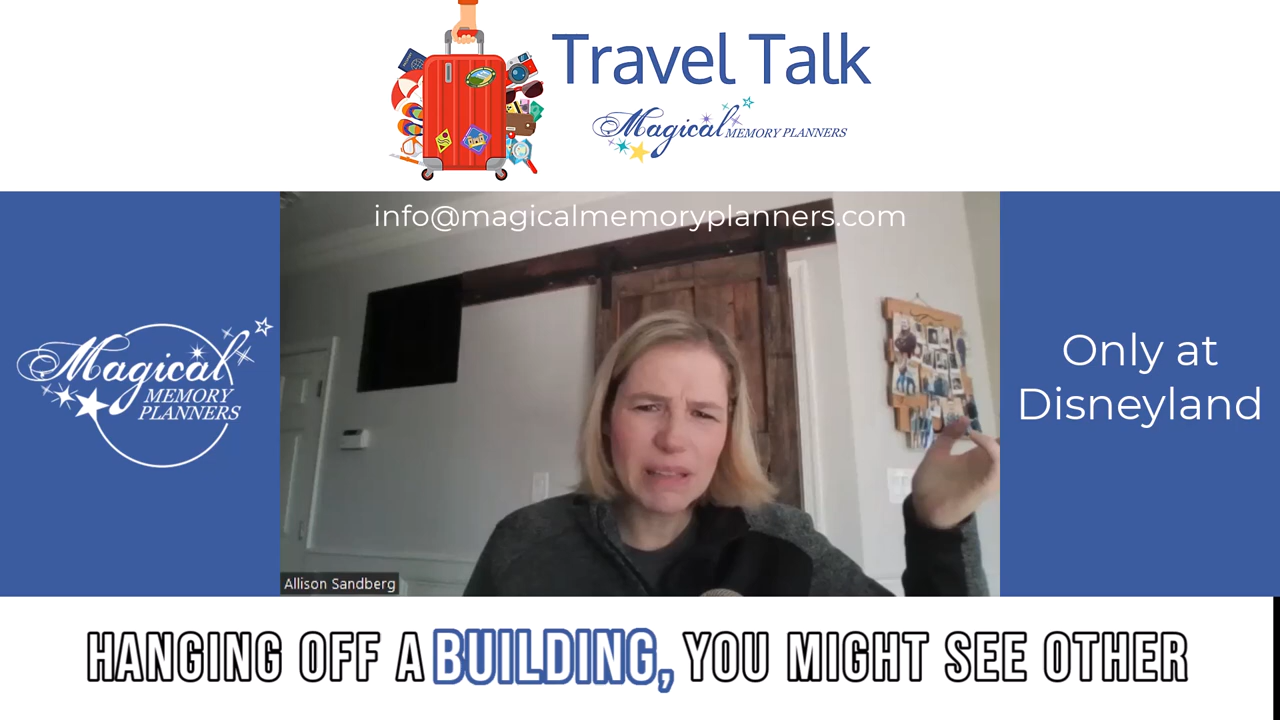 Travel Talk
Magical MEMORY PLANNERS
info@magicalmemoryplanners.com
Magical
MEMORY
PLANNERS
Only at
Disneyland
Allison Sandberg
HANGING OFF A BUILDING, YOU MIGHT SEE OTHER